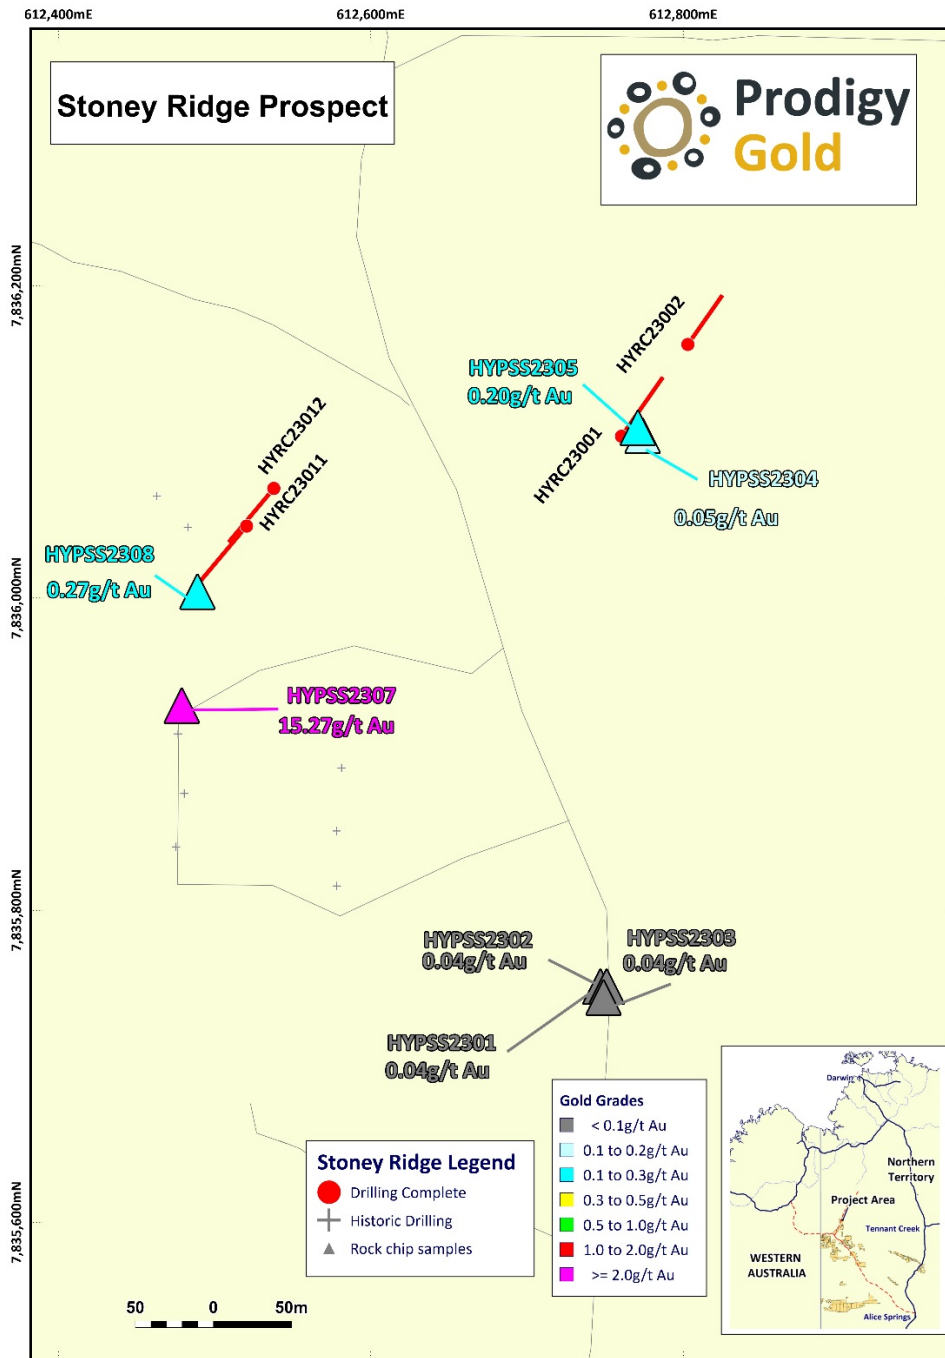 612,400mE
612,600mE
612,800mE
Stoney Ridge Prospect
Prodigy
Gold
7,836,200mN
7,836,000mN
7,835,800mN
7,835,600mN
HYRC23002
HYPSS2305
0.20g/t Au
HYRC23001
HYPSS2304
0.05g/t Au
HYRC23012
HYRC23011
HYPSS2308
0.27g/t Au
HYPSS2307
15.27g/t Au
HYPSS2302
0.04g/t Au
HYPSS2303
0.04g/t Au
HYPSS2301
0.04g/t Au
Stoney Ridge Legend
Drilling Complete
Historic Drilling
Rock chip samples
Gold Grades
< 0.1g/t Au
0.1 to 0.2g/t Au
0.1 to 0.3g/t Au
0.3 to 0.5g/t Au
0.5 to 1.0g/t Au
1.0 to 2.0g/t Au
>= 2.0g/t Au
Darwin
Northern
Territory
Project Area
Tennant Creek
WESTERN
AUSTRALIA
Alice Springs
50 0 50m